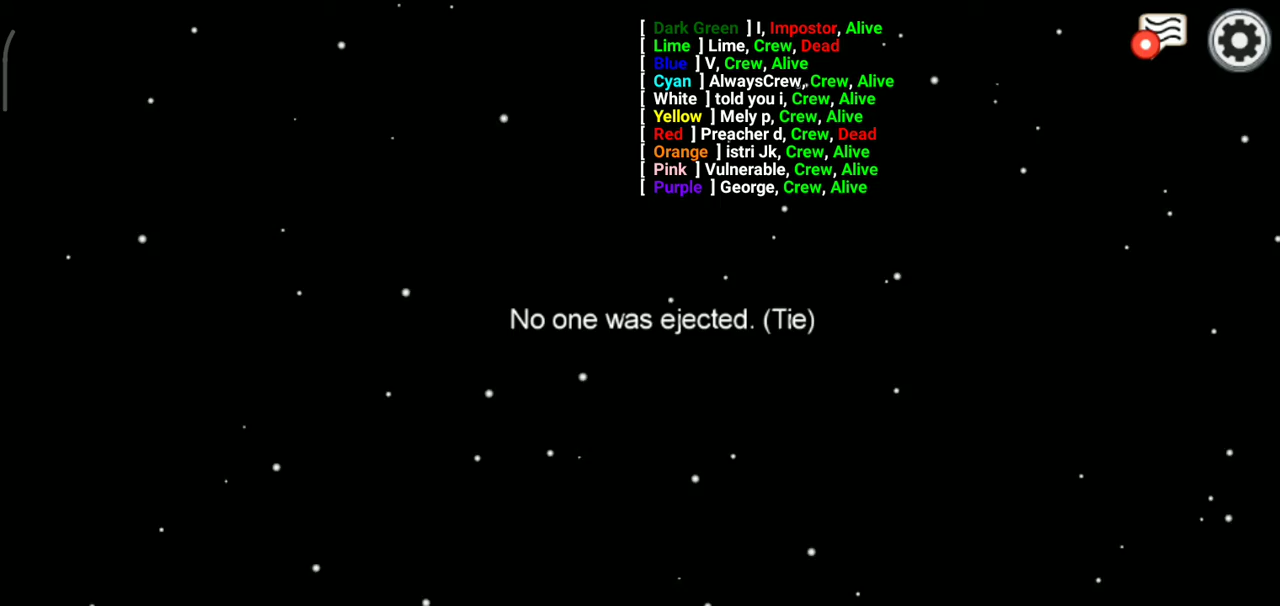 [ Dark Green ] I, Impostor, Alive
[ Lime ] Lime, Crew, Dead
[ Blue ] V, Crew, Alive
[ Cyan ] AlwaysCrew, Crew, Alive
[ White ] told you i, Crew, Alive
[ Yellow ] Mely p, Crew, Alive
[ Red ] Preacher d, Crew, Dead
[ Orange ] istri Jk, Crew, Alive
[ Pink ] Vulnerable, Crew, Alive
[ Purple ] George, Crew, Alive
No one was ejected. (Tie)